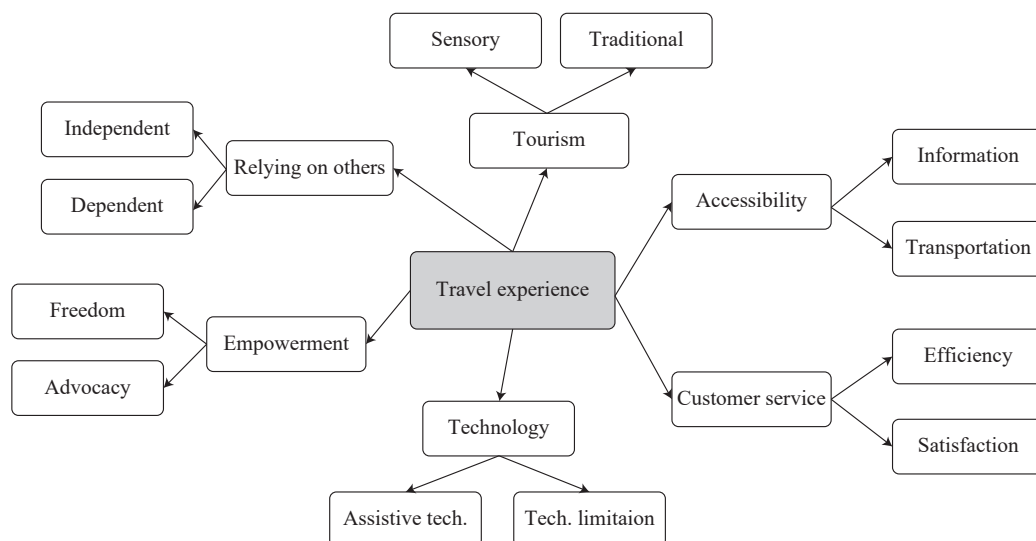 Sensory
Traditional
Independent
Relying on others
Tourism
Information
Dependent
Accessibility
Transportation
Travel experience
Freedom
Empowerment
Advocacy
Efficiency
Customer service
Technology
Satisfaction
Assistive tech.
Tech. limitaion